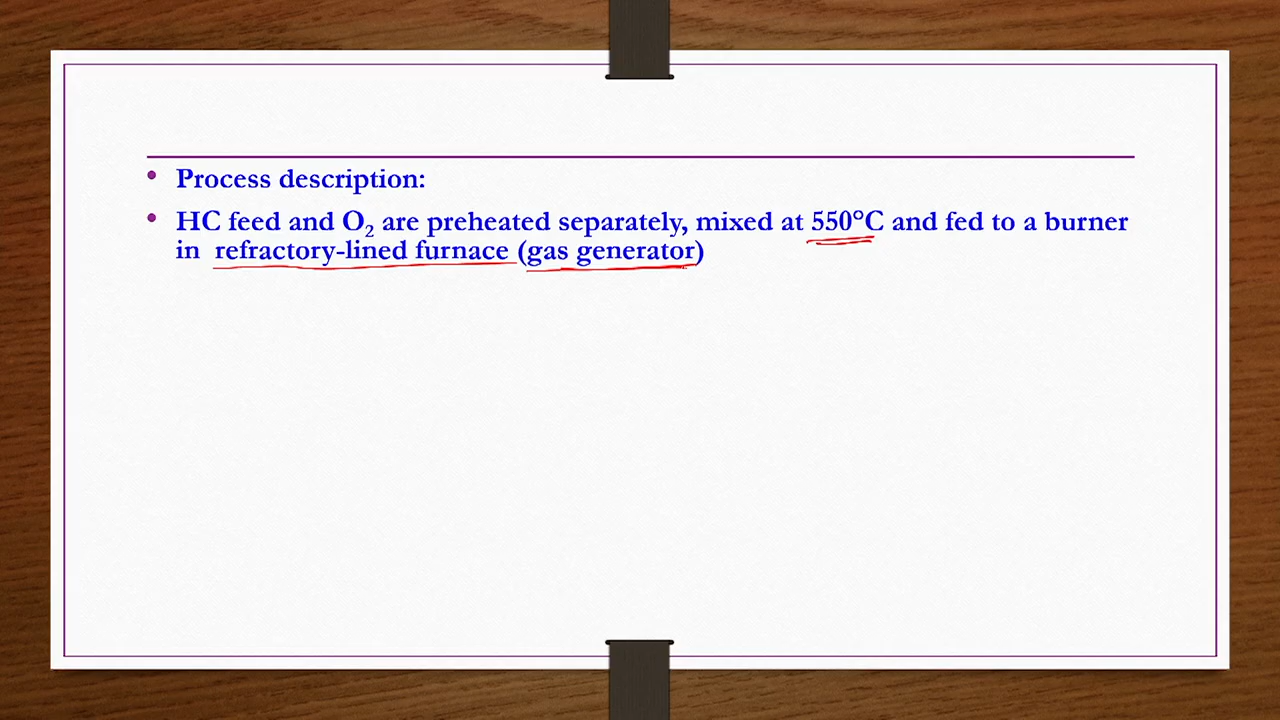 • Process description:
• HC feed and O₂ are preheated separately, mixed at 550°C and fed to a burner
in refractory-lined furnace (gas generator)